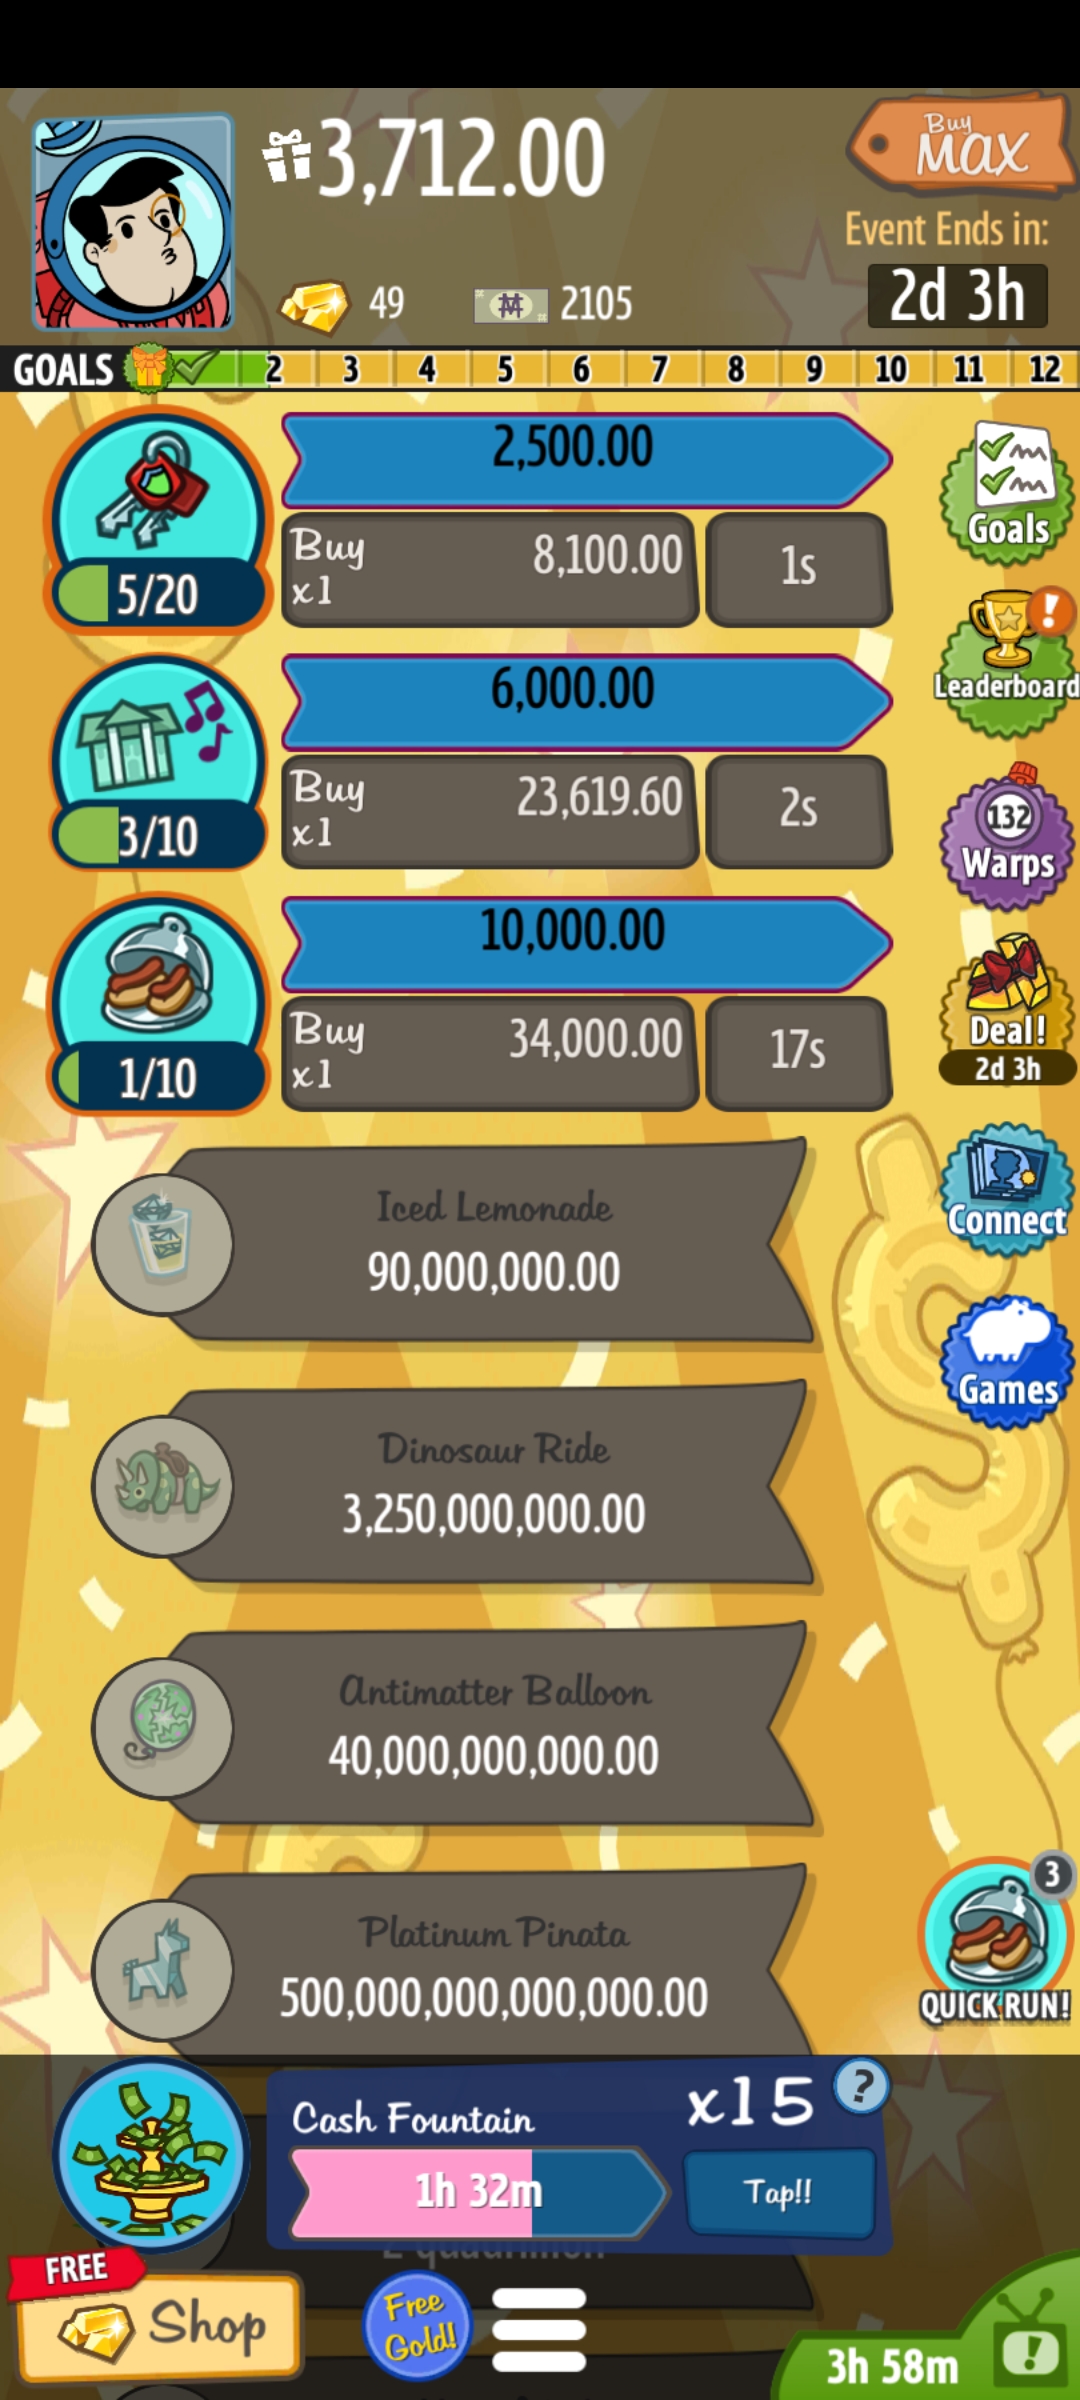 3,712.00
Buy
MAX
Event Ends in:
49
2105
2d 3h
GOALS 2 3 4 5 6 7 8 9 10 11 12
2,500.00
Buy
x1
8,100.00
1s
5/20
Goals
Leaderboard
6,000.00
Buy
x1
23,619.60
2s
3/10
132
Warps
10,000.00
Buy
x1
34,000.00
17s
1/10
Deal!
2d 3h
Iced Lemonade
90,000,000.00
Connect
Games
Dinosaur Ride
3,250,000,000.00
Antimatter Balloon
40,000,000,000.00
Platinum Pinata
500,000,000,000,000.00
3
QUICK RUN!
Cash Fountain
x15
?
1h 32m
Tap!!
2 quadrillion
FREE
Shop
Free
Gold!
3h 58m